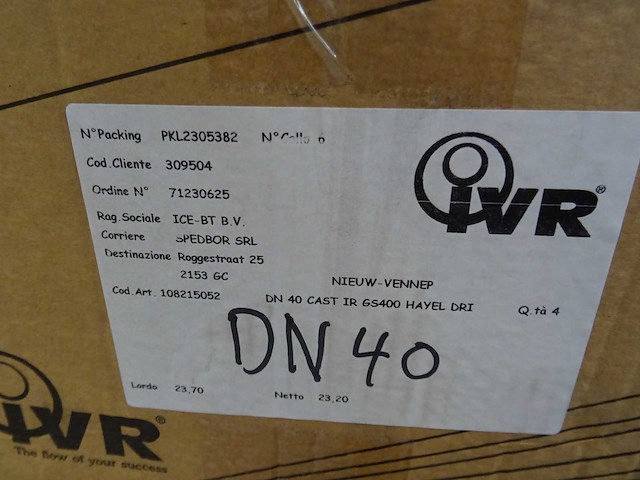 N°Packing PKL2305382 N°Collo
IVR®
Cod.Cliente 309504
Ordine N° 71230625
Rag.Sociale ICE-BT B.V.
Corriere SPEDBOR SRL
Destinazione Roggestraat 25
2153 GC NIEUW-VENNEP
Cod.Art. 108215052 DN 40 CAST IR GS400 HAYEL DRI Q.tà 4
DN 40
Lordo 23,70 Netto 23,20
IVR®
The flow of your success